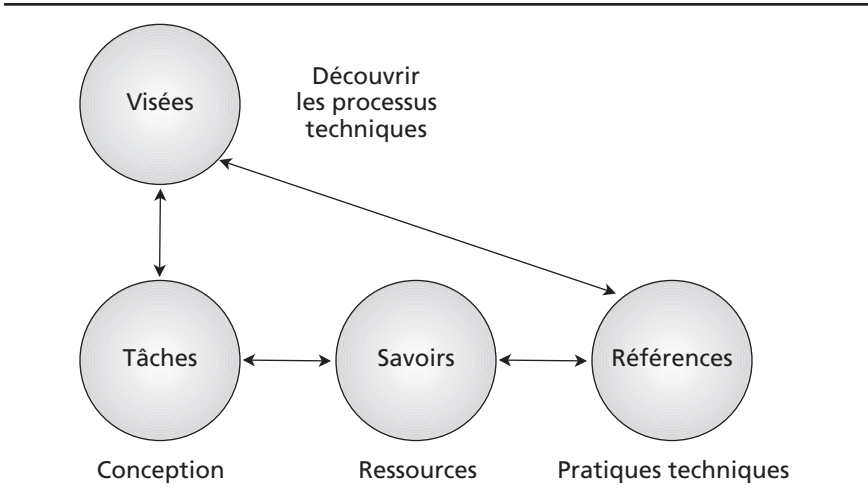 Visées
Découvrir
les processus
techniques
Tâches
Savoirs
Références
Conception
Ressources
Pratiques techniques